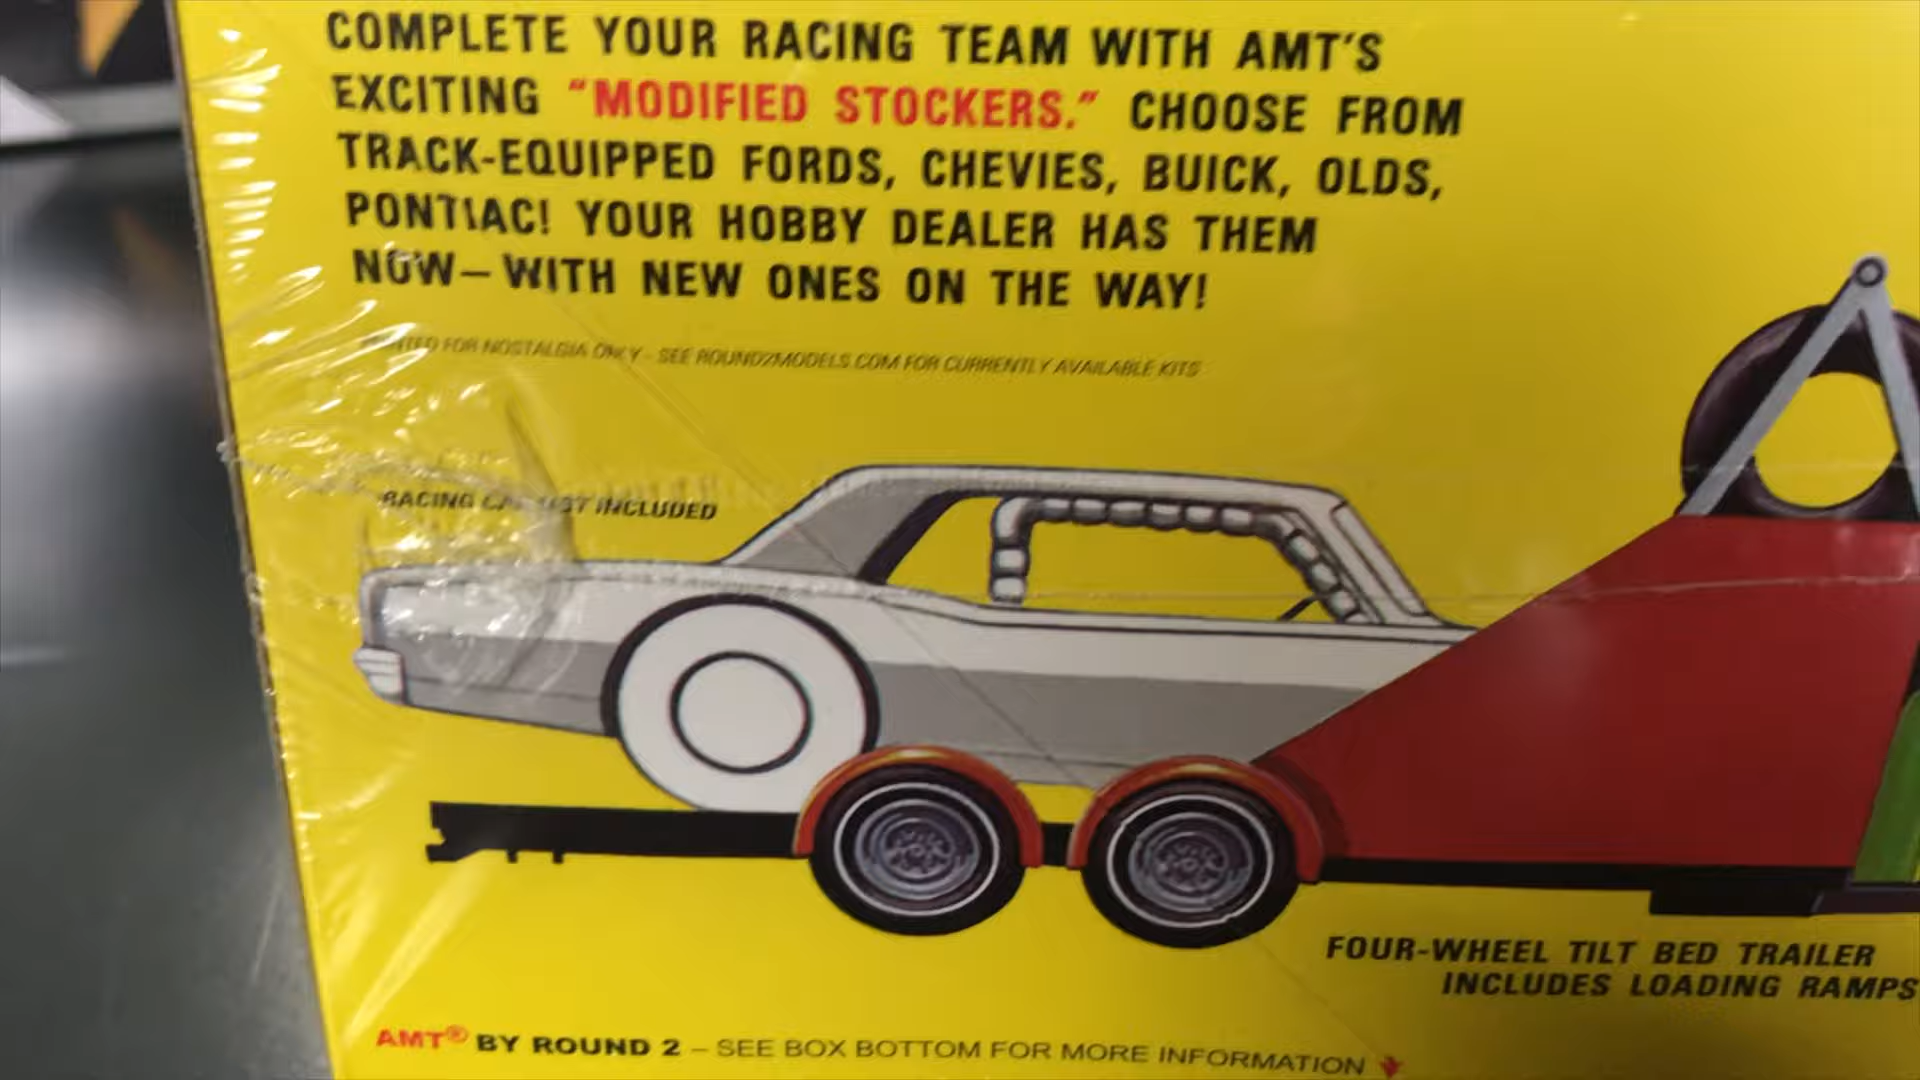 COMPLETE YOUR RACING TEAM WITH AMT'S
EXCITING "MODIFIED STOCKERS." CHOOSE FROM
TRACK-EQUIPPED FORDS, CHEVIES, BUICK, OLDS,
PONTIAC! YOUR HOBBY DEALER HAS THEM
NOW—WITH NEW ONES ON THE WAY!
PRINTED FOR NOSTALGIA ONLY - SEE ROUND2MODELS.COM FOR CURRENTLY AVAILABLE KITS
RACING CAR NOT INCLUDED
FOUR-WHEEL TILT BED TRAILER
INCLUDES LOADING RAMPS
AMT® BY ROUND 2 – SEE BOX BOTTOM FOR MORE INFORMATION